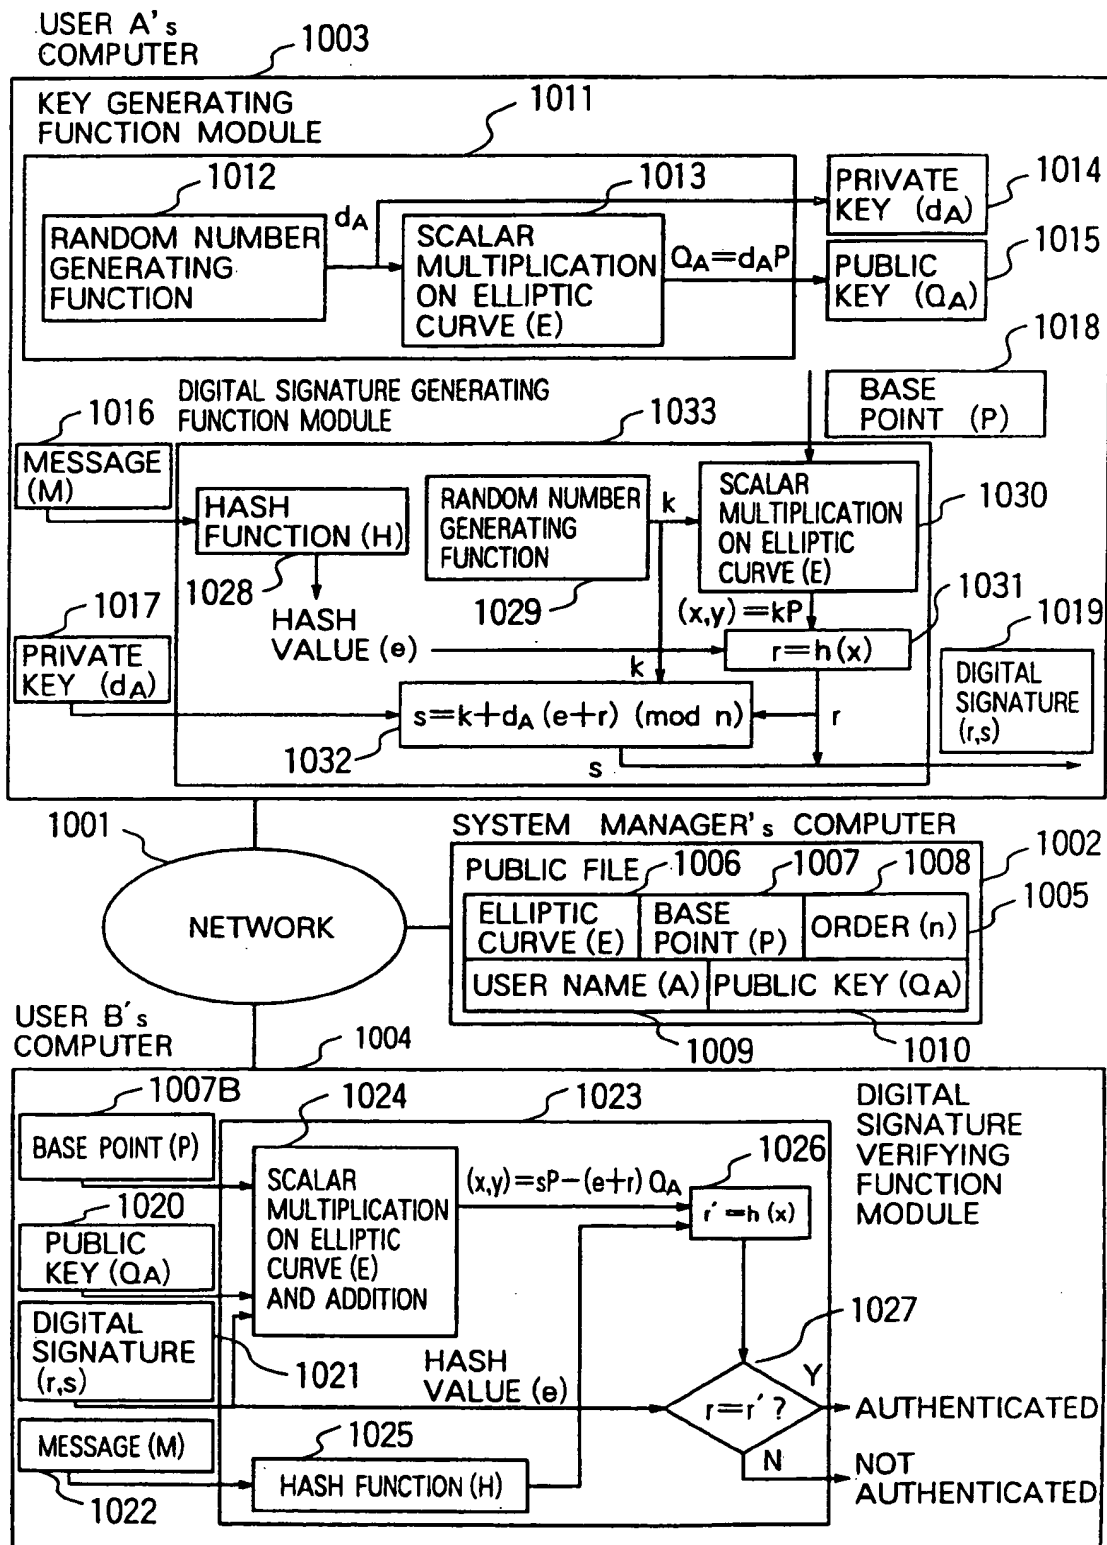 USER A's
COMPUTER
1003
KEY GENERATING
FUNCTION MODULE
1011
1012
1013
1014
RANDOM NUMBER
GENERATING
FUNCTION
dA
SCALAR
MULTIPLICATION
ON ELLIPTIC
CURVE (E)
QA=dAP
PRIVATE
KEY (dA)
1015
PUBLIC
KEY (QA)
1018
BASE
POINT (P)
DIGITAL SIGNATURE GENERATING
FUNCTION MODULE
1033
1016
MESSAGE
(M)
HASH
FUNCTION (H)
1028
HASH
VALUE (e)
RANDOM NUMBER
GENERATING
FUNCTION
1029
k
SCALAR
MULTIPLICATION
ON ELLIPTIC
CURVE (E)
1030
(x,y)=kP
1031
r=h(x)
1017
PRIVATE
KEY (dA)
k
s=k+dA (e+r) (mod n)
1032
r
s
1019
DIGITAL
SIGNATURE
(r,s)
1001
NETWORK
SYSTEM MANAGER's COMPUTER
1002
PUBLIC FILE
1006
1007
1008
1005
ELLIPTIC
CURVE (E)
BASE
POINT (P)
ORDER (n)
USER NAME (A)
PUBLIC KEY (QA)
1009
1010
USER B's
COMPUTER
1004
1007B
BASE POINT (P)
1024
1023
DIGITAL
SIGNATURE
VERIFYING
FUNCTION
MODULE
SCALAR
MULTIPLICATION
ON ELLIPTIC
CURVE (E)
AND ADDITION
(x,y)=sP-(e+r) QA
1026
r'=h(x)
1020
PUBLIC
KEY (QA)
DIGITAL
SIGNATURE
(r,s)
1021
HASH
VALUE (e)
1027
r=r'?
Y
AUTHENTICATED
N
NOT
AUTHENTICATED
MESSAGE (M)
1022
1025
HASH FUNCTION (H)